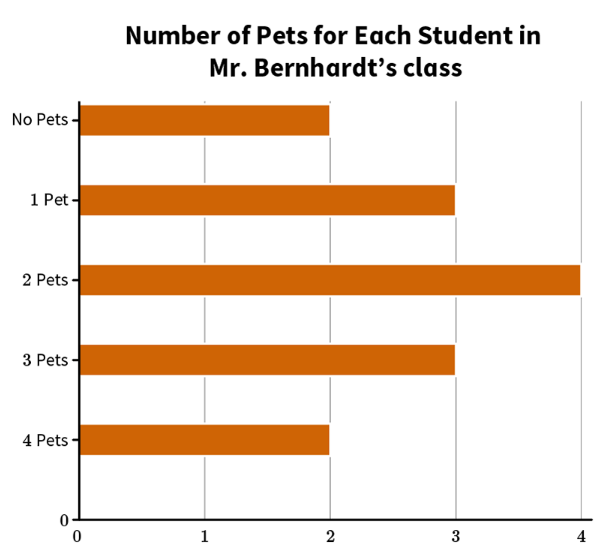 Number of Pets for Each Student in
Mr. Bernhardt’s class
No Pets
1 Pet
2 Pets
3 Pets
4 Pets
0
0 1 2 3 4